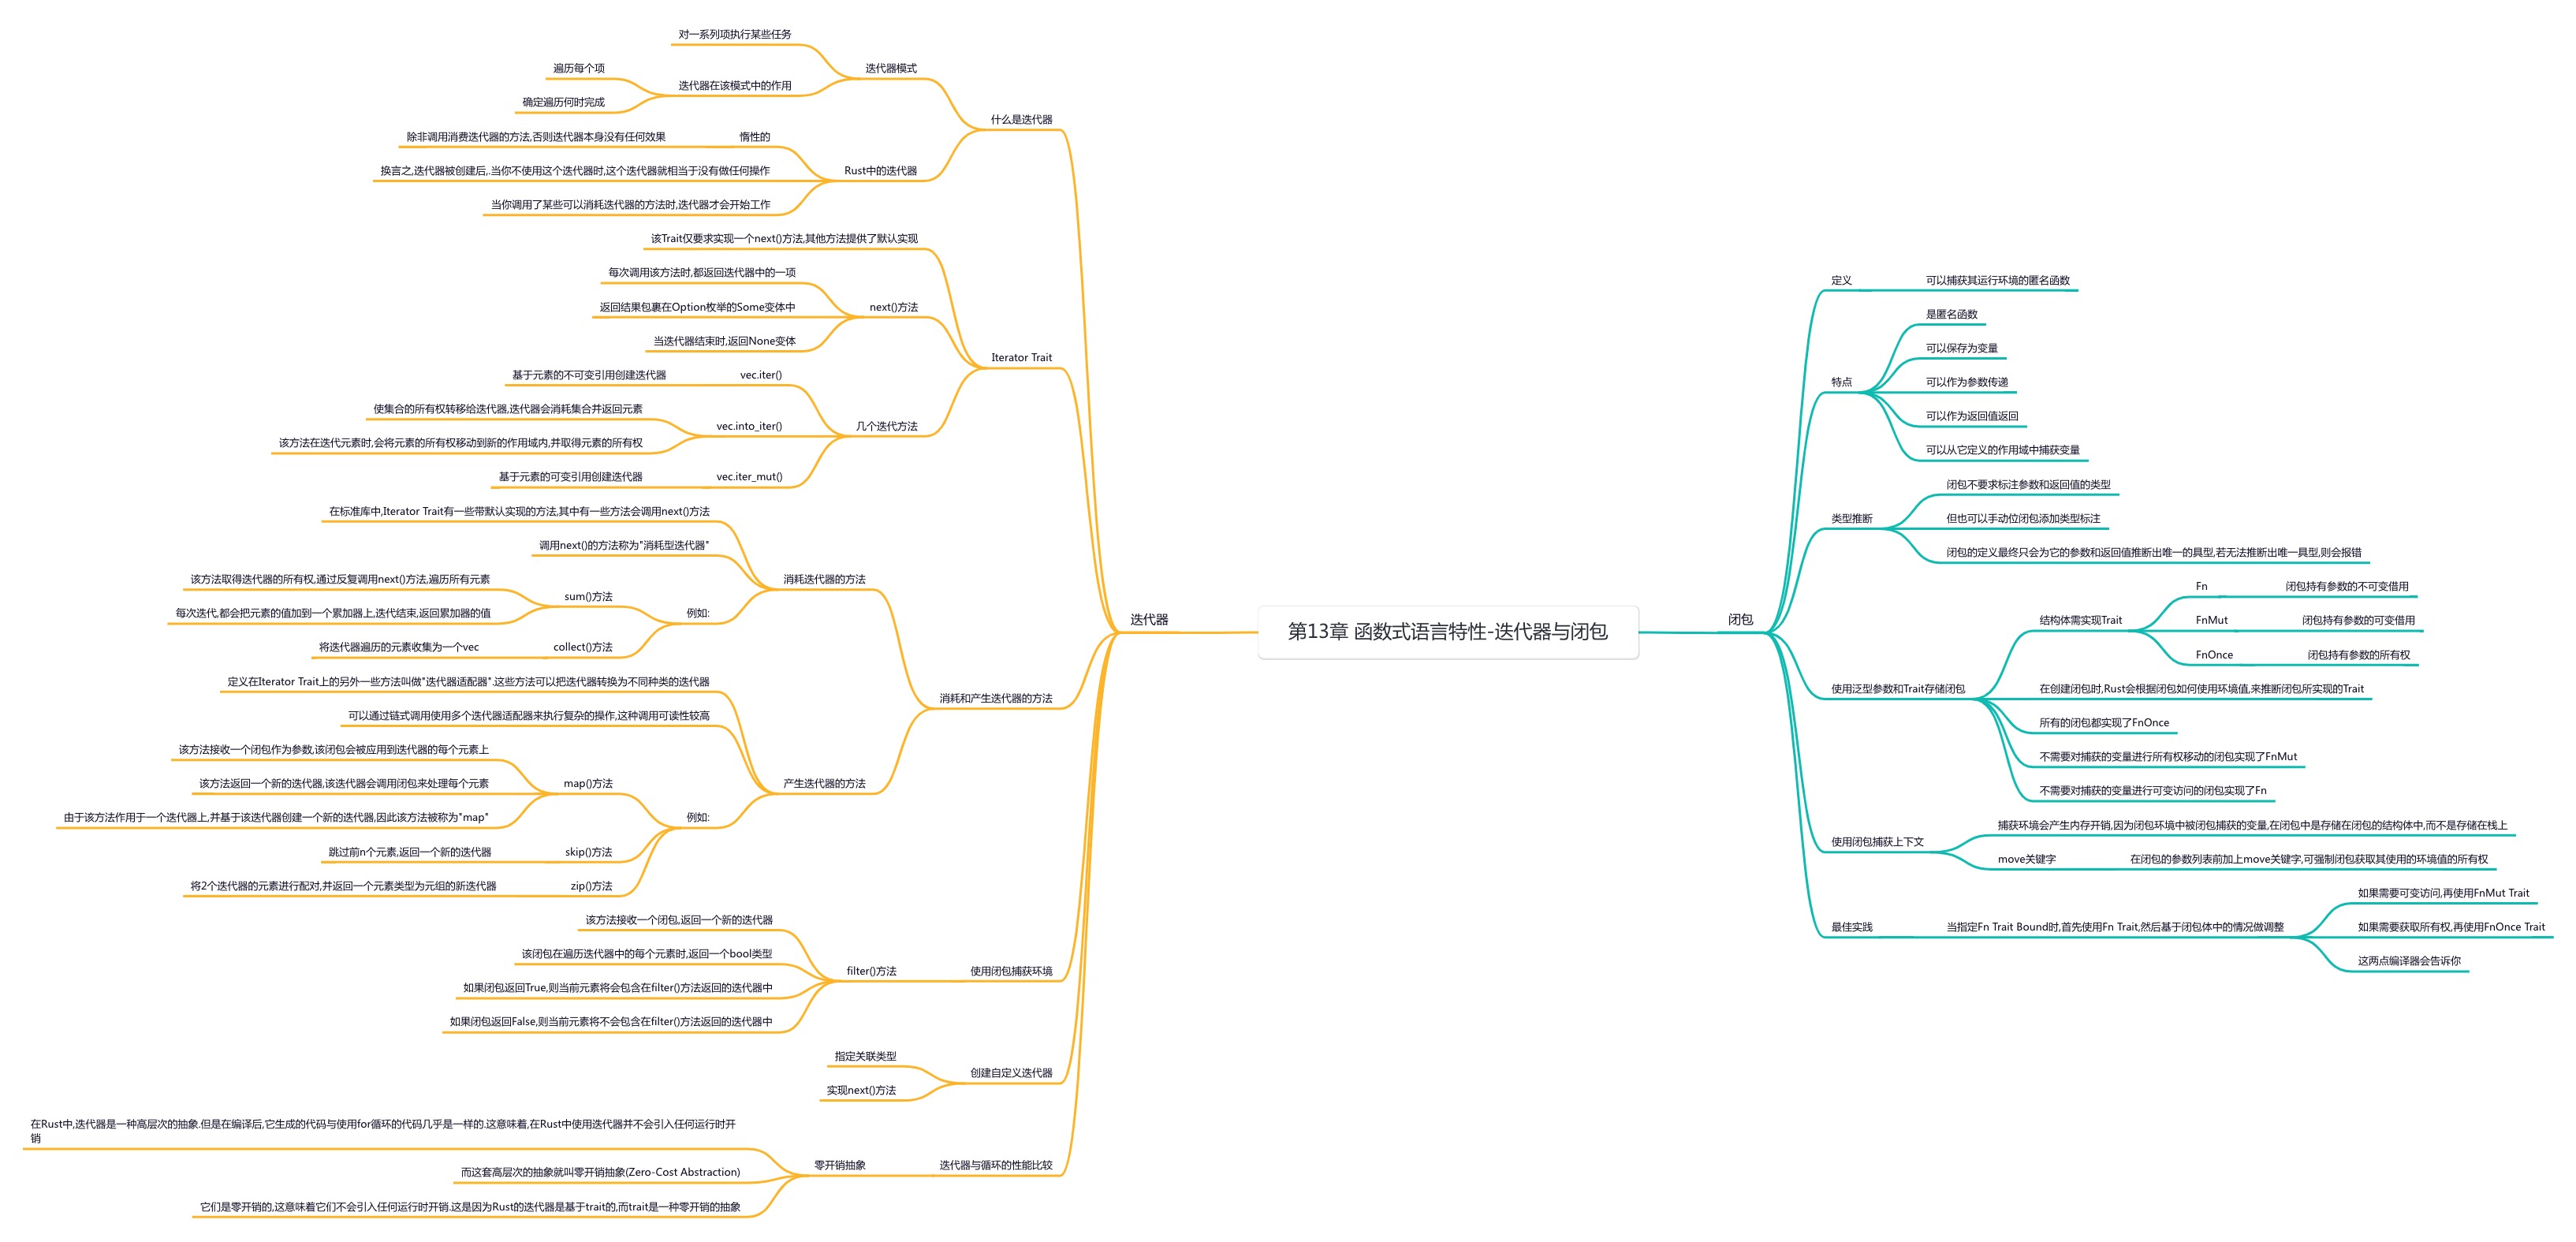 第13章 函数式语言特性-迭代器与闭包
迭代器
什么是迭代器
迭代器模式
对一系列项执行某些任务
迭代器在该模式中的作用
遍历每个项
确定遍历何时完成
Rust中的迭代器
惰性的
除非调用消费迭代器的方法,否则迭代器本身没有任何效果
换言之,迭代器被创建后,.当你不使用这个迭代器时,这个迭代器就相当于没有做任何操作
当你调用了某些可以消耗迭代器的方法时,迭代器才会开始工作
Iterator Trait
该Trait仅要求实现一个next()方法,其他方法提供了默认实现
next()方法
每次调用该方法时,都返回迭代器中的一项
返回结果包裹在Option枚举的Some变体中
当迭代器结束时,返回None变体
几个迭代方法
vec.iter()
基于元素的不可变引用创建迭代器
vec.into_iter()
使集合的所有权转移给迭代器,迭代器会消耗集合并返回元素
该方法在迭代元素时,会将元素的所有权移动到新的作用域内,并取得元素的所有权
vec.iter_mut()
基于元素的可变引用创建迭代器
消耗和产生迭代器的方法
消耗迭代器的方法
在标准库中,Iterator Trait有一些带默认实现的方法,其中有一些方法会调用next()方法
调用next()的方法称为"消耗型迭代器"
例如:
sum()方法
该方法取得迭代器的所有权,通过反复调用next()方法,遍历所有元素
每次迭代,都会把元素的值加到一个累加器上,迭代结束,返回累加器的值
collect()方法
将迭代器遍历的元素收集为一个vec
产生迭代器的方法
定义在Iterator Trait上的另外一些方法叫做"迭代器适配器".这些方法可以把迭代器转换为不同种类的迭代器
可以通过链式调用使用多个迭代器适配器来执行复杂的操作,这种调用可读性较高
例如:
map()方法
该方法接收一个闭包作为参数,该闭包会被应用到迭代器的每个元素上
该方法返回一个新的迭代器,该迭代器会调用闭包来处理每个元素
由于该方法作用于一个迭代器上,并基于该迭代器创建一个新的迭代器,因此该方法被称为"map"
skip()方法
跳过前n个元素,返回一个新的迭代器
zip()方法
将2个迭代器的元素进行配对,并返回一个元素类型为元组的新迭代器
使用闭包捕获环境
filter()方法
该方法接收一个闭包,返回一个新的迭代器
该闭包在遍历迭代器中的每个元素时,返回一个bool类型
如果闭包返回True,则当前元素将会包含在filter()方法返回的迭代器中
如果闭包返回False,则当前元素将不会包含在filter()方法返回的迭代器中
创建自定义迭代器
指定关联类型
实现next()方法
迭代器与循环的性能比较
零开销抽象
在Rust中,迭代器是一种高层次的抽象.但是在编译后,它生成的代码与使用for循环的代码几乎是一样的.这意味着,在Rust中使用迭代器并不会引入任何运行时开
销
而这套高层次的抽象就叫零开销抽象(Zero-Cost Abstraction)
它们是零开销的,这意味着它们不会引入任何运行时开销.这是因为Rust的迭代器是基于trait的,而trait是一种零开销的抽象
闭包
定义
可以捕获其运行环境的匿名函数
特点
是匿名函数
可以保存为变量
可以作为参数传递
可以作为返回值返回
可以从它定义的作用域中捕获变量
类型推断
闭包不要求标注参数和返回值的类型
但也可以手动位闭包添加类型标注
闭包的定义最终只会为它的参数和返回值推断出唯一的具型,若无法推断出唯一具型,则会报错
使用泛型参数和Trait存储闭包
结构体需实现Trait
Fn
闭包持有参数的不可变借用
FnMut
闭包持有参数的可变借用
FnOnce
闭包持有参数的所有权
在创建闭包时,Rust会根据闭包如何使用环境值,来推断闭包所实现的Trait
所有的闭包都实现了FnOnce
不需要对捕获的变量进行所有权移动的闭包实现了FnMut
不需要对捕获的变量进行可变访问的闭包实现了Fn
使用闭包捕获上下文
捕获环境会产生内存开销,因为闭包环境中被闭包捕获的变量,在闭包中是存储在闭包的结构体中,而不是存储在栈上
move关键字
在闭包的参数列表前加上move关键字,可强制闭包获取其使用的环境值的所有权
最佳实践
当指定Fn Trait Bound时,首先使用Fn Trait,然后基于闭包体中的情况做调整
如果需要可变访问,再使用FnMut Trait
如果需要获取所有权,再使用FnOnce Trait
这两点编译器会告诉你